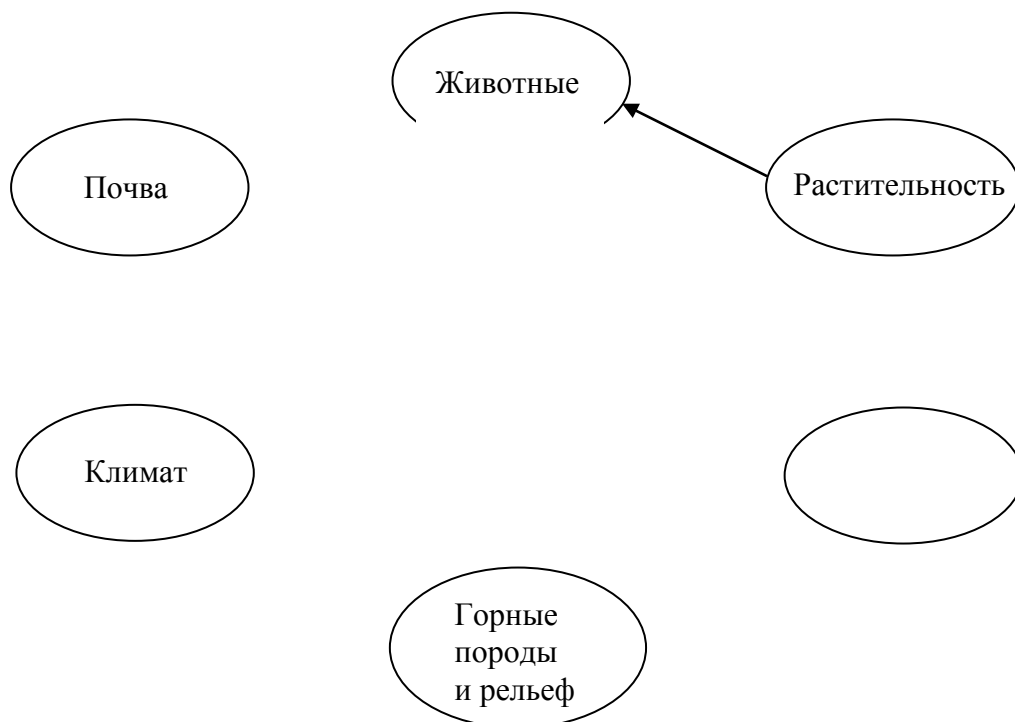 Животные
Почва
Растительность
Климат
Горные
породы
и рельеф